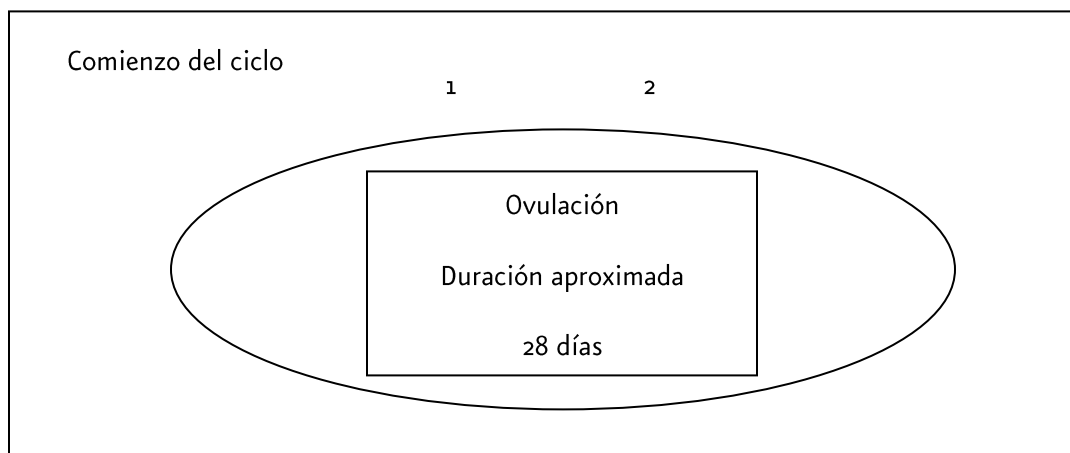 Comienzo del ciclo
1 2
Ovulación
Duración aproximada
28 días